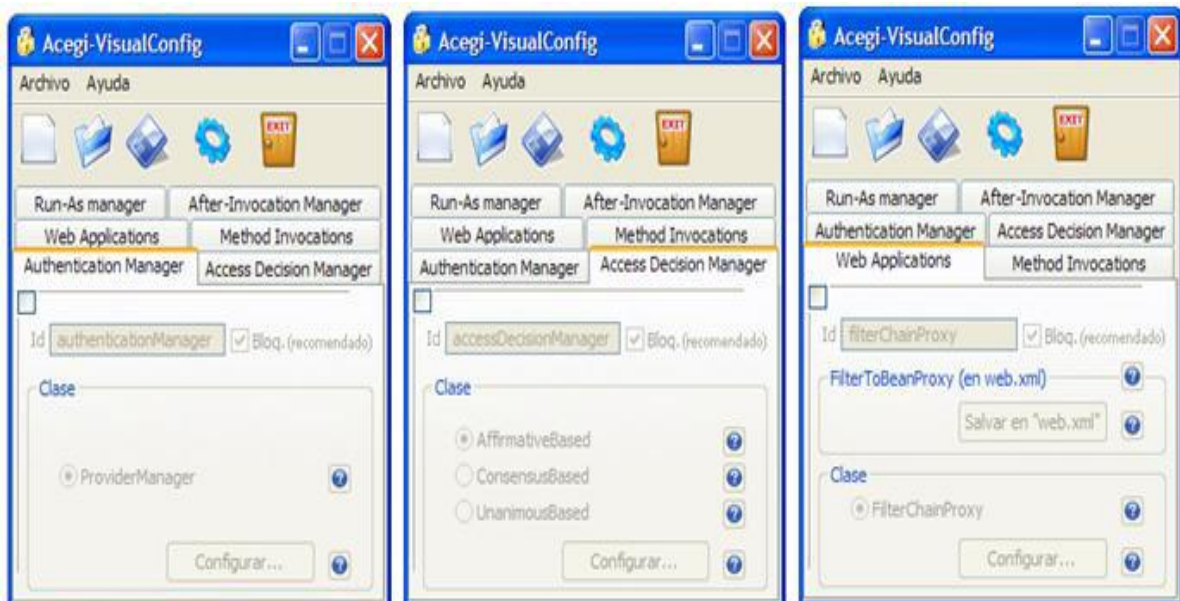 Acegi-VisualConfig
Archivo Ayuda
EXIT
Run-As manager After-Invocation Manager
Web Applications Method Invocations
Authentication Manager Access Decision Manager
Id authenticationManager Bloq. (recomendado)
Clase
ProviderManager
Configurar...
Acegi-VisualConfig
Archivo Ayuda
EXIT
Run-As manager After-Invocation Manager
Web Applications Method Invocations
Authentication Manager Access Decision Manager
Id accessDecisionManager Bloq. (recomendado)
Clase
AffirmativeBased
ConsensusBased
UnanimousBased
Configurar...
Acegi-VisualConfig
Archivo Ayuda
EXIT
Run-As manager After-Invocation Manager
Authentication Manager Access Decision Manager
Web Applications Method Invocations
Id filterChainProxy Bloq. (recomendado)
FilterToBeanProxy (en web.xml)
Salvar en "web.xml"
Clase
FilterChainProxy
Configurar...